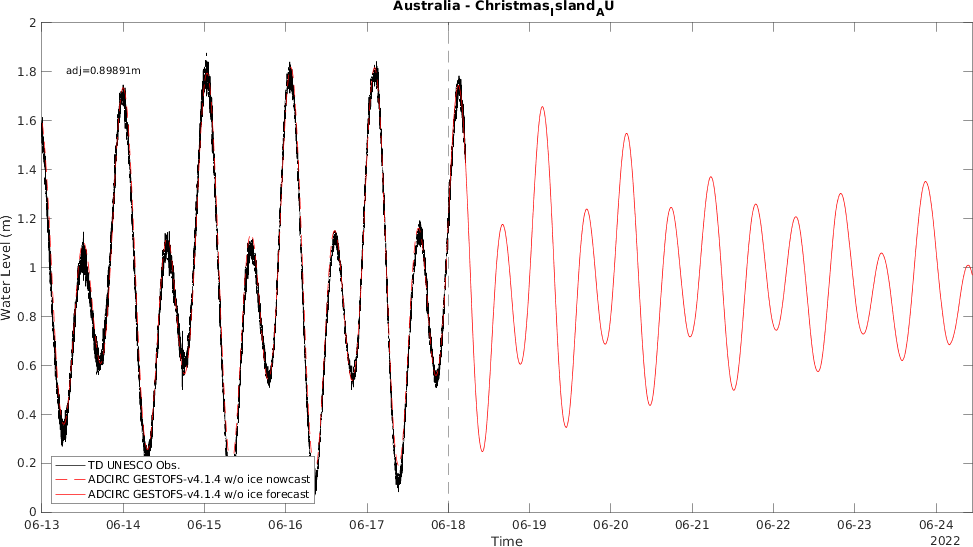 Australia - Christmas_Island_AU
2
1.8
1.6
1.4
1.2
1
0.8
0.6
0.4
0.2
0
Water Level (m)
adj=0.89891m
TD UNESCO Obs.
ADCIRC GESTOFS-v4.1.4 w/o ice nowcast
ADCIRC GESTOFS-v4.1.4 w/o ice forecast
06-13 06-14 06-15 06-16 06-17 06-18 06-19 06-20 06-21 06-22 06-23 06-24
Time
2022